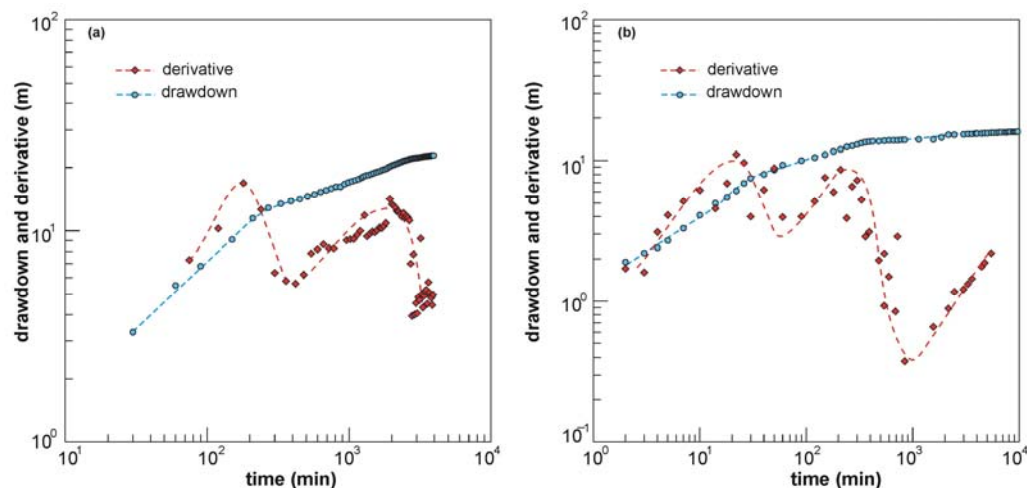 (a)
derivative
drawdown
10²
10¹
10⁰
10¹
10²
10³
10⁴
drawdown and derivative (m)
time (min)
(b)
derivative
drawdown
10²
10¹
10⁰
10⁻¹
10⁰
10¹
10²
10³
10⁴
drawdown and derivative (m)
time (min)